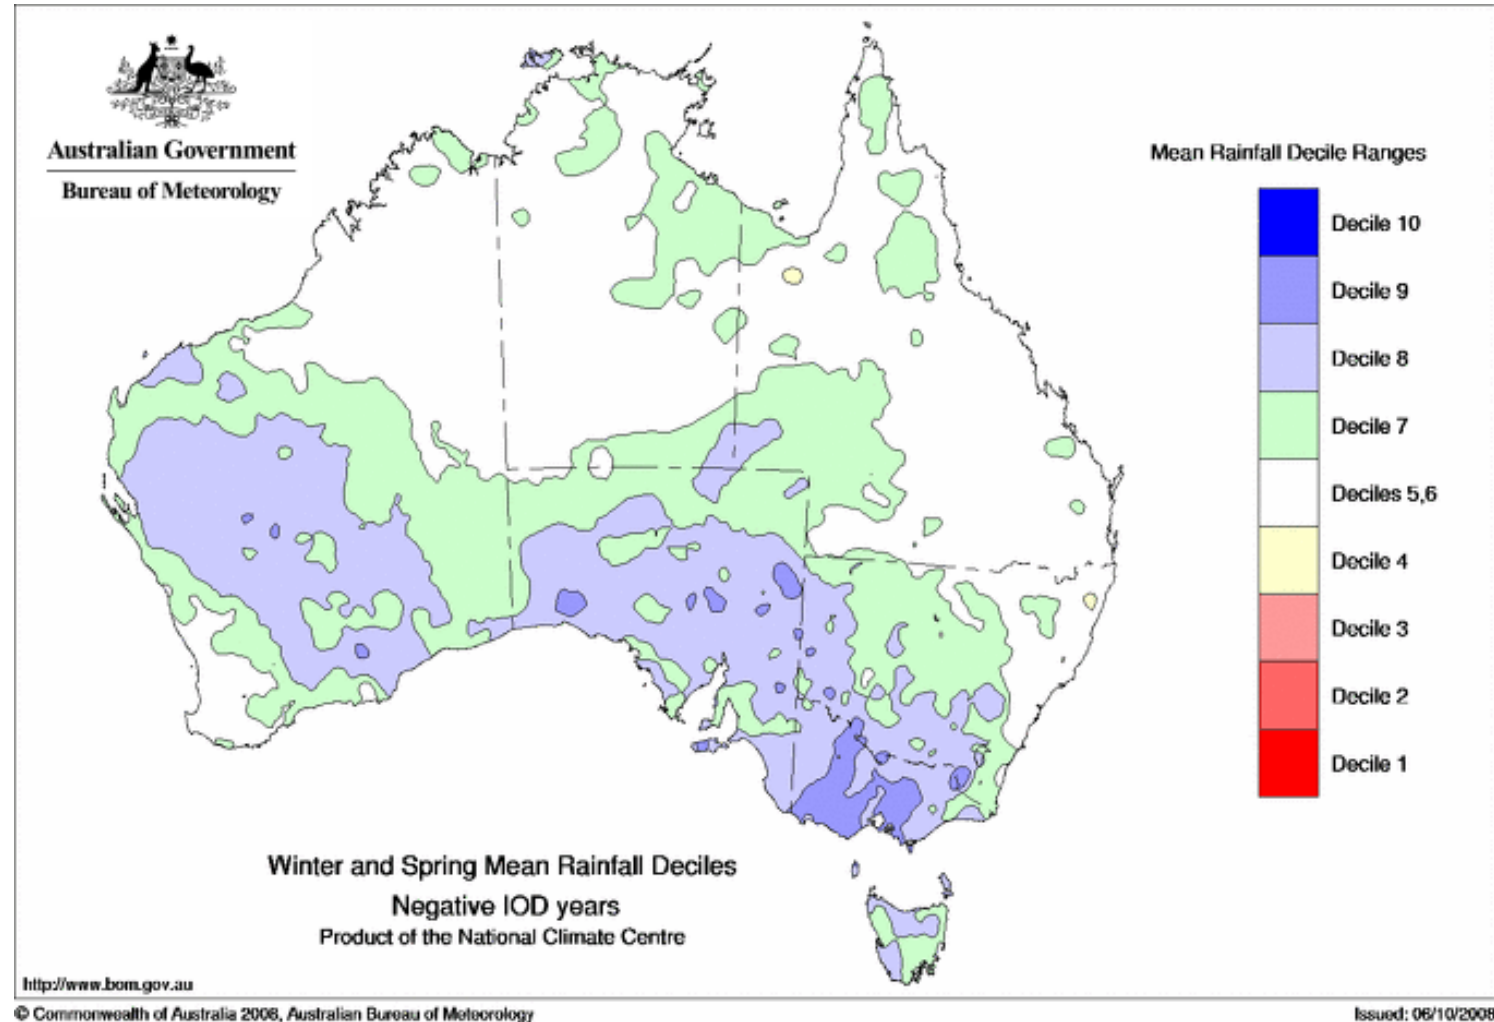 Australian Government
Bureau of Meteorology
Mean Rainfall Decile Ranges
Decile 10
Decile 9
Decile 8
Decile 7
Deciles 5,6
Decile 4
Decile 3
Decile 2
Decile 1
Winter and Spring Mean Rainfall Deciles
Negative IOD years
Product of the National Climate Centre
http://www.bom.gov.au
© Commonwealth of Australia 2008, Australian Bureau of Meteorology
Issued: 06/10/2008